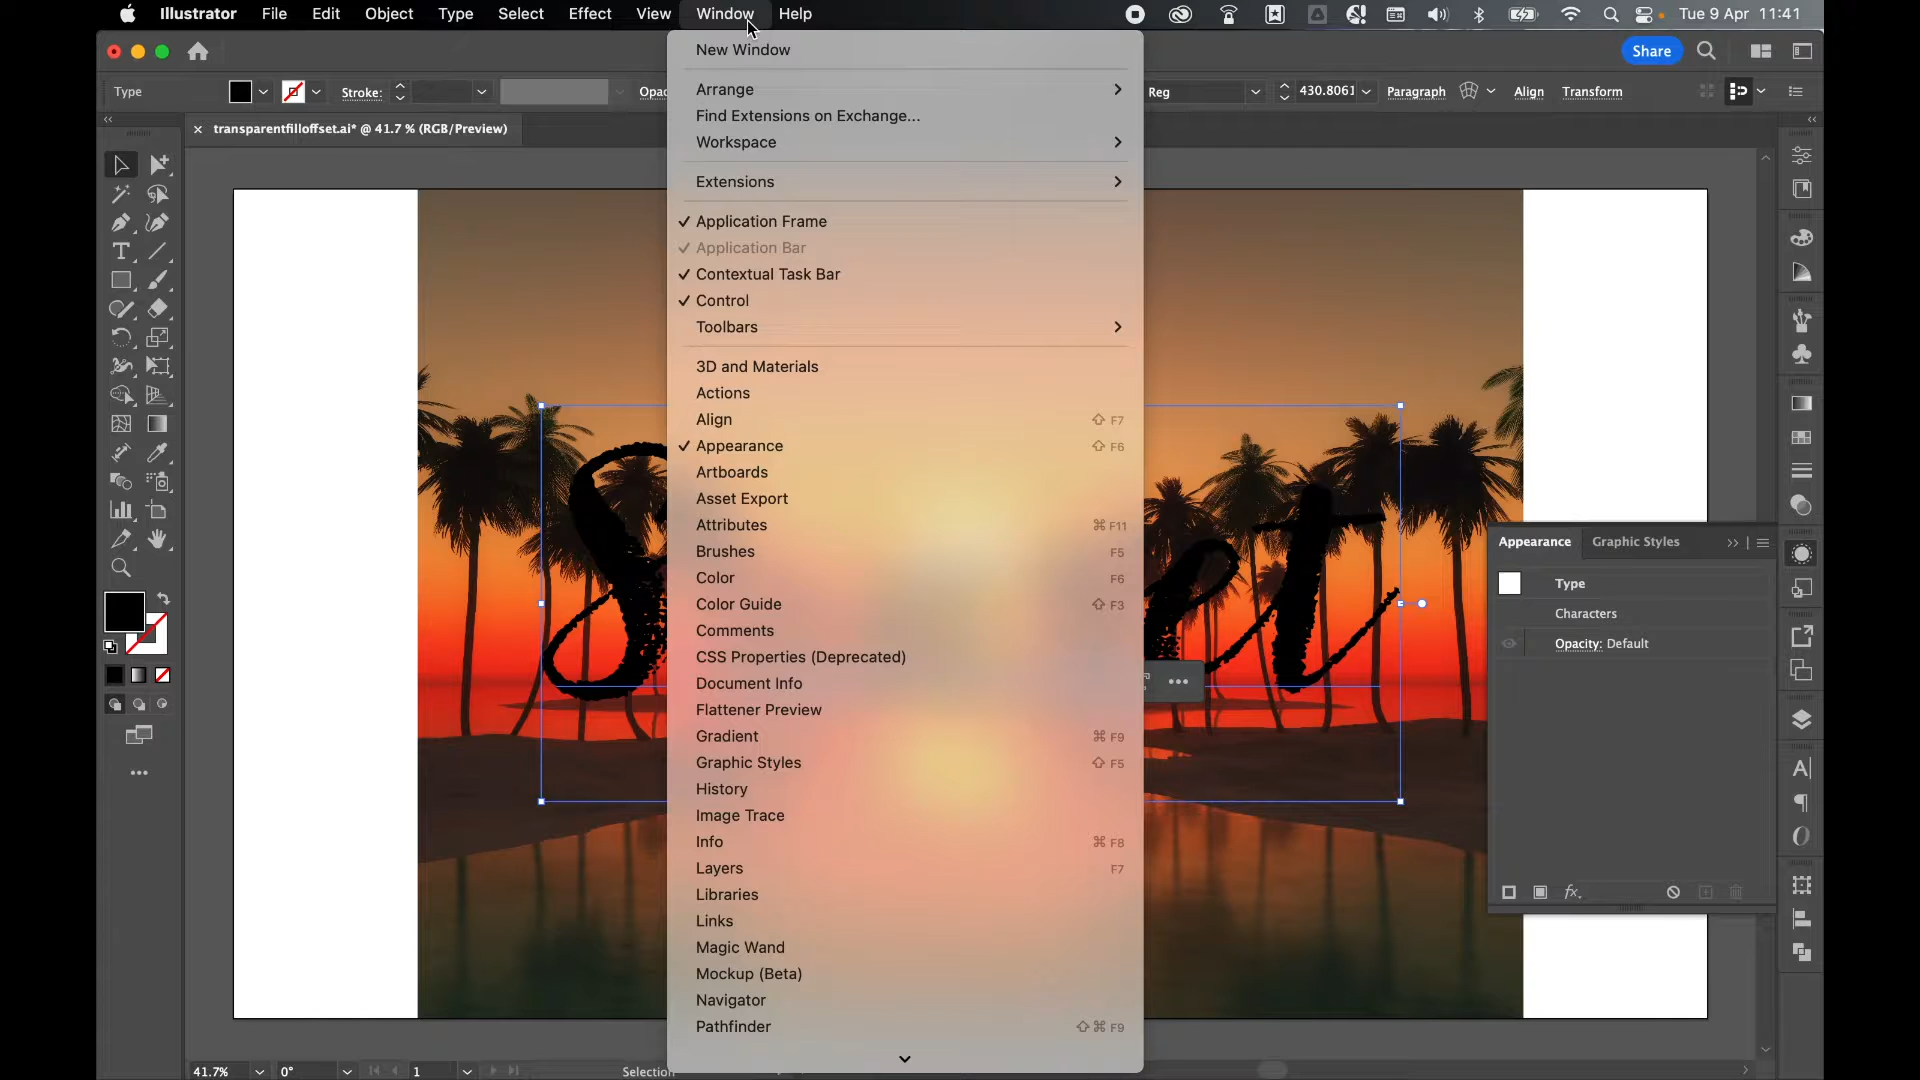 Illustrator File Edit Object Type Select Effect View Window Help Tue 9 Apr 11:41
New Window
Share
Type Stroke: Opac Reg 430.8061 Paragraph Align Transform
Arrange
Find Extensions on Exchange...
× transparentfilloffset.ai* @ 41.7 % (RGB/Preview)
Workspace
Extensions
✓ Application Frame
✓ Application Bar
✓ Contextual Task Bar
✓ Control
Toolbars
3D and Materials
Actions
Align ⇧ F7
✓ Appearance ⇧ F6
Artboards
Asset Export
Attributes ⌘ F11
Brushes F5
Color F6
Color Guide ⇧ F3
Comments
CSS Properties (Deprecated)
Document Info
Flattener Preview
Gradient ⌘ F9
Graphic Styles ⇧ F5
History
Image Trace
Info ⌘ F8
Layers F7
Libraries
Links
Magic Wand
Mockup (Beta)
Navigator
Pathfinder ⇧ ⌘ F9
S et
Appearance Graphic Styles
Type
Characters
Opacity: Default
fx.
41.7% 0° 1 Selection